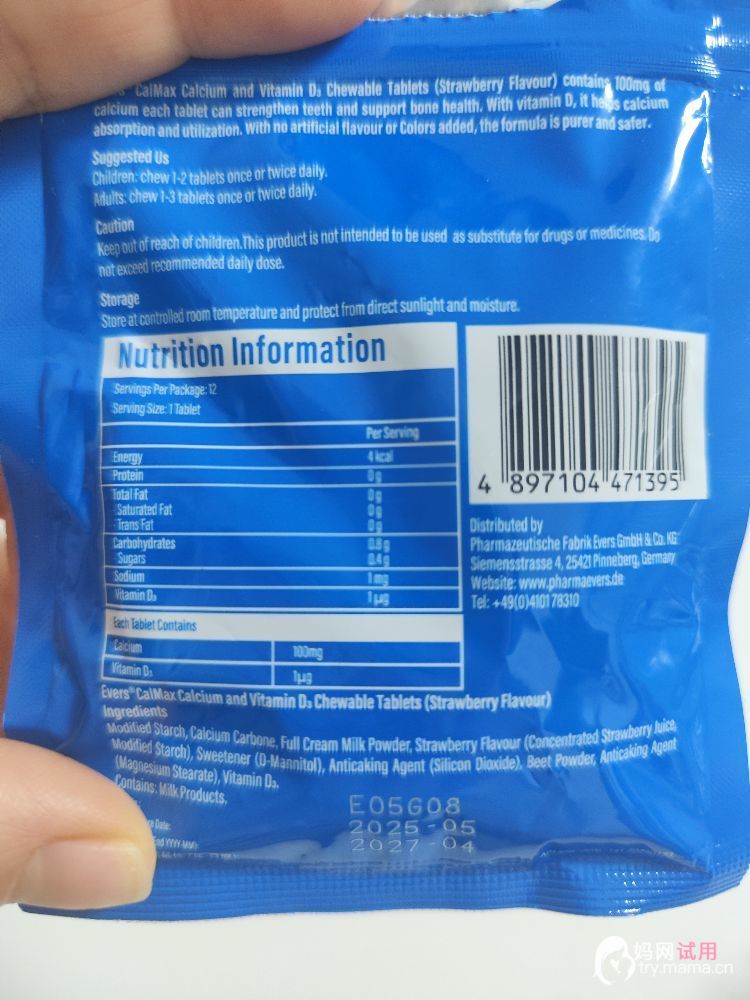 CalMax Calcium and Vitamin D₃ Chewable Tablets (Strawberry Flavour) contains 100mg of
calcium each tablet can strengthen teeth and support bone health. With vitamin D, it helps calcium
absorption and utilization. With no artificial flavour or Colors added, the formula is purer and safer.
Suggested Us
Children: chew 1-2 tablets once or twice daily.
Adults: chew 1-3 tablets once or twice daily.
Caution
Keep out of reach of children.This product is not intended to be used as substitute for drugs or medicines. Do
not exceed recommended daily dose.
Storage
Store at controlled room temperature and protect from direct sunlight and moisture.
Nutrition Information
Servings Per Package: 12
Serving Size: 1 Tablet
Per Serving
Energy 4 kcal
Protein 0g
Total Fat 0g
- Saturated Fat 0g
- Trans Fat 0g
Carbohydrates 0.8g
Sugars 0.4g
Sodium 1mg
Vitamin D₃ 1μg
Each Tablet Contains
Calcium 100mg
Vitamin D₃ 1μg
4 897104 471395
Distributed by
Pharmazeutische Fabrik Evers GmbH & Co. KG
Siemensstrasse 4, 25421 Pinneberg, Germany
Website: www.pharmaevers.de
Tel: +49(0)4101 78310
Evers® CalMax Calcium and Vitamin D₃ Chewable Tablets (Strawberry Flavour)
Ingredients
Modified Starch, Calcium Carbone, Full Cream Milk Powder, Strawberry Flavour (Concentrated Strawberry Juice,
Modified Starch), Sweetener (D-Mannitol), Anticaking Agent (Silicon Dioxide), Beet Powder, Anticaking Agent
(Magnesium Stearate), Vitamin D₃.
Contains: Milk Products.
Date:
YYYY-MM)
E05G08
2025-05
2027-04
妈网试用
try.mama.cn